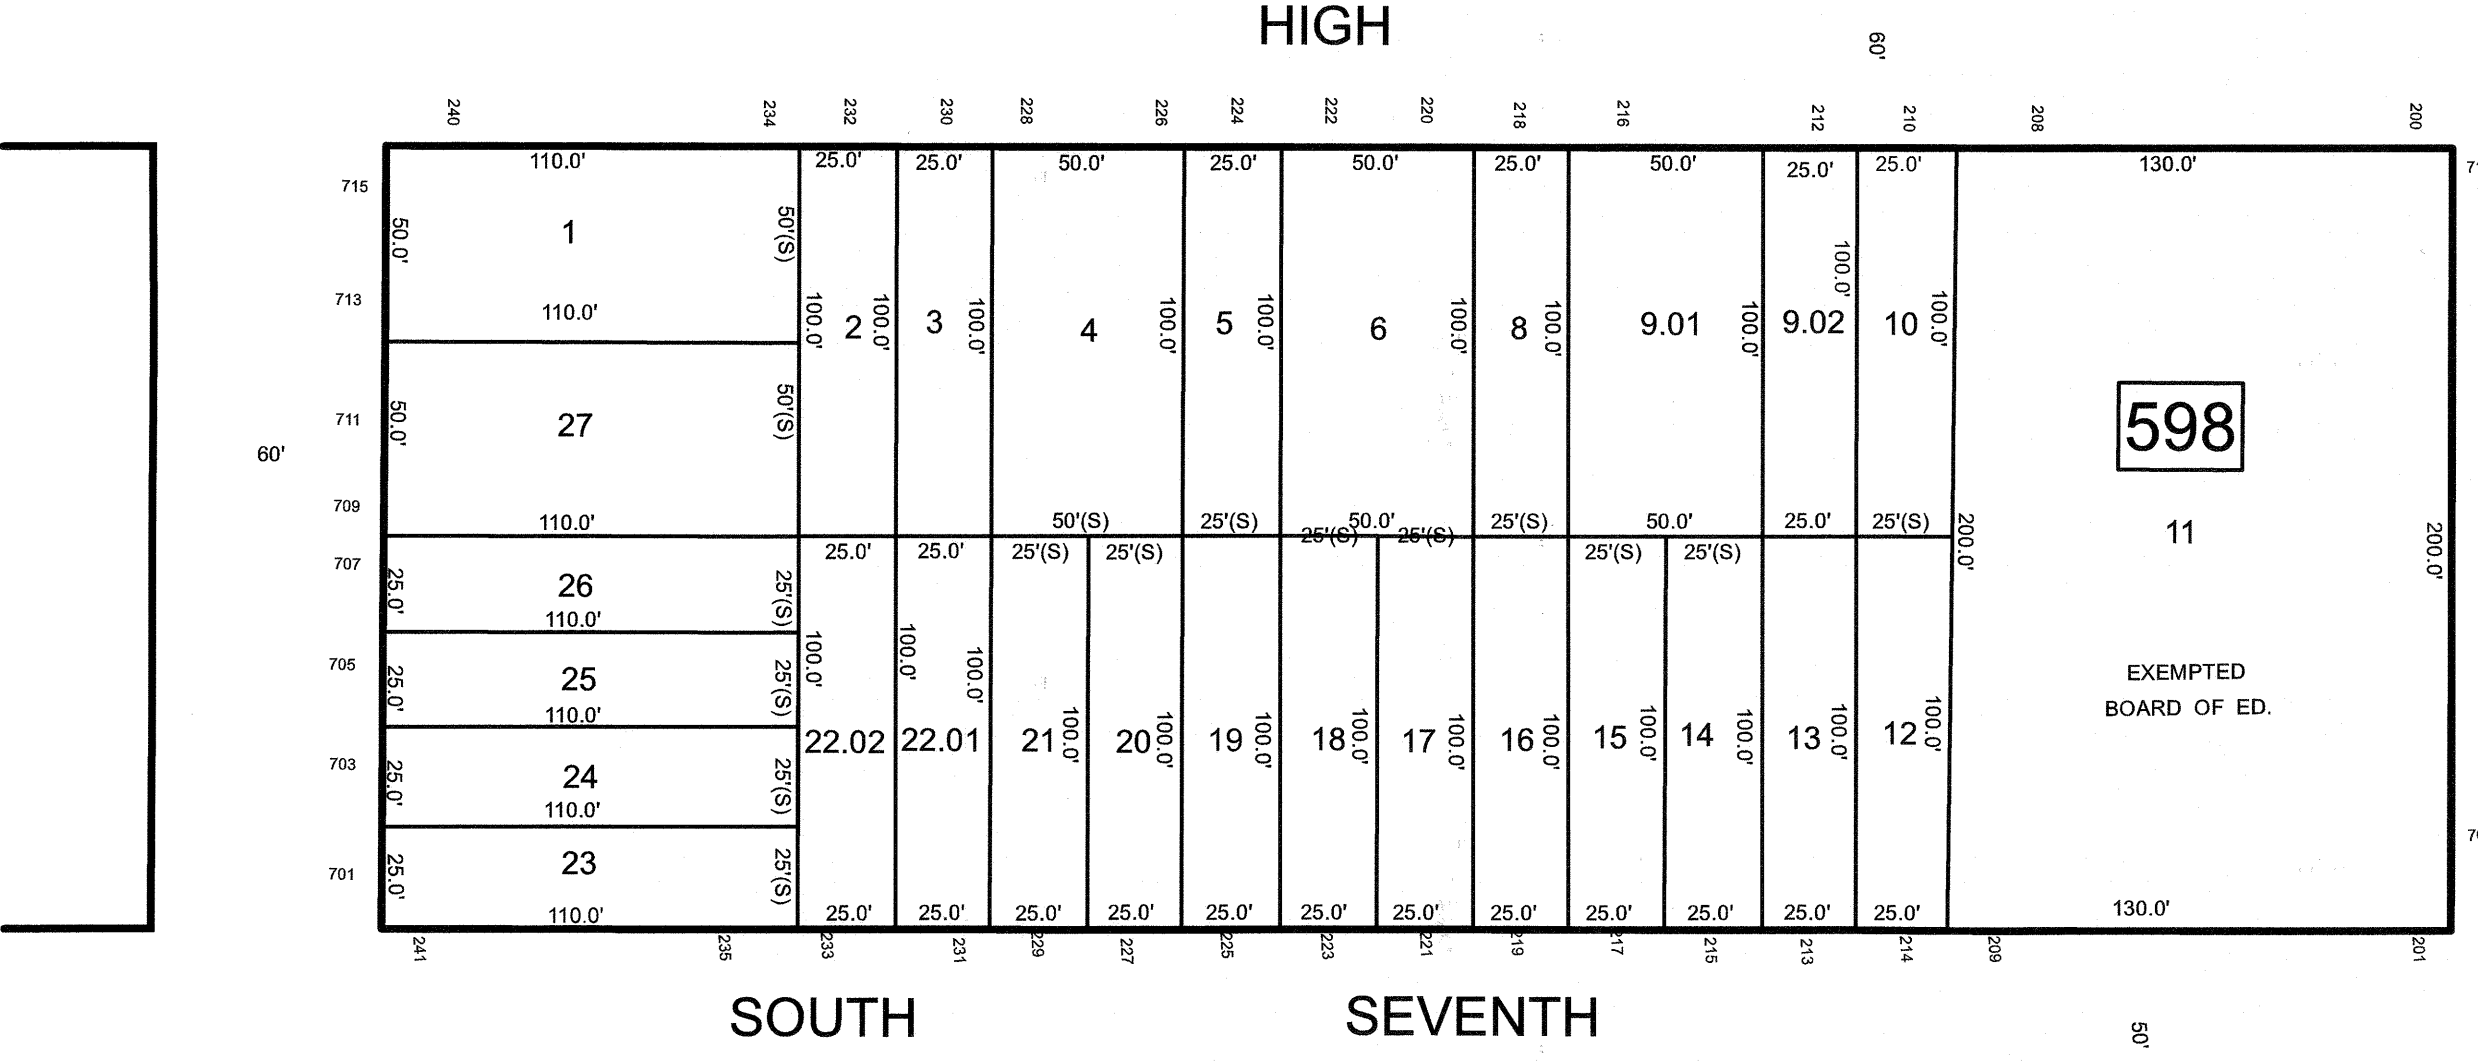 HIGH
60'
240 234 232 230 228 226 224 222 220 218 216 212 210 208 200
110.0' 25.0' 25.0' 50.0' 25.0' 50.0' 25.0' 50.0' 25.0' 25.0' 130.0'
715
50.0' 1 50'(S)
713
110.0'
100.0' 2 100.0' 3 100.0' 4 100.0' 5 100.0' 6 100.0' 8 100.0' 9.01 100.0' 9.02 100.0' 10 100.0'
598
711
50.0' 27 50'(S)
60'
709
110.0' 50'(S) 25'(S) 50.0' 25'(S) 50.0' 25.0' 25'(S)
25'(S) 25'(S)
200.0' 11 200.0'
707
25.0' 25.0' 25'(S) 25'(S) 25'(S) 25'(S)
25.0' 26 25'(S)
110.0'
100.0' 100.0' 100.0'
705
25.0' 25 25'(S)
110.0'
EXEMPTED
BOARD OF ED.
22.02 22.01 21 100.0' 20 100.0' 19 100.0' 18 100.0' 17 100.0' 16 100.0' 15 100.0' 14 100.0' 13 100.0' 12 100.0'
703
25.0' 24 25'(S)
110.0'
701
25.0' 23 25'(S)
110.0' 25.0' 25.0' 25.0' 25.0' 25.0' 25.0' 25.0' 25.0' 25.0' 25.0' 25.0' 25.0' 130.0'
241 235 233 231 229 227 225 223 221 219 217 215 213 214 209 201
SOUTH SEVENTH
50'